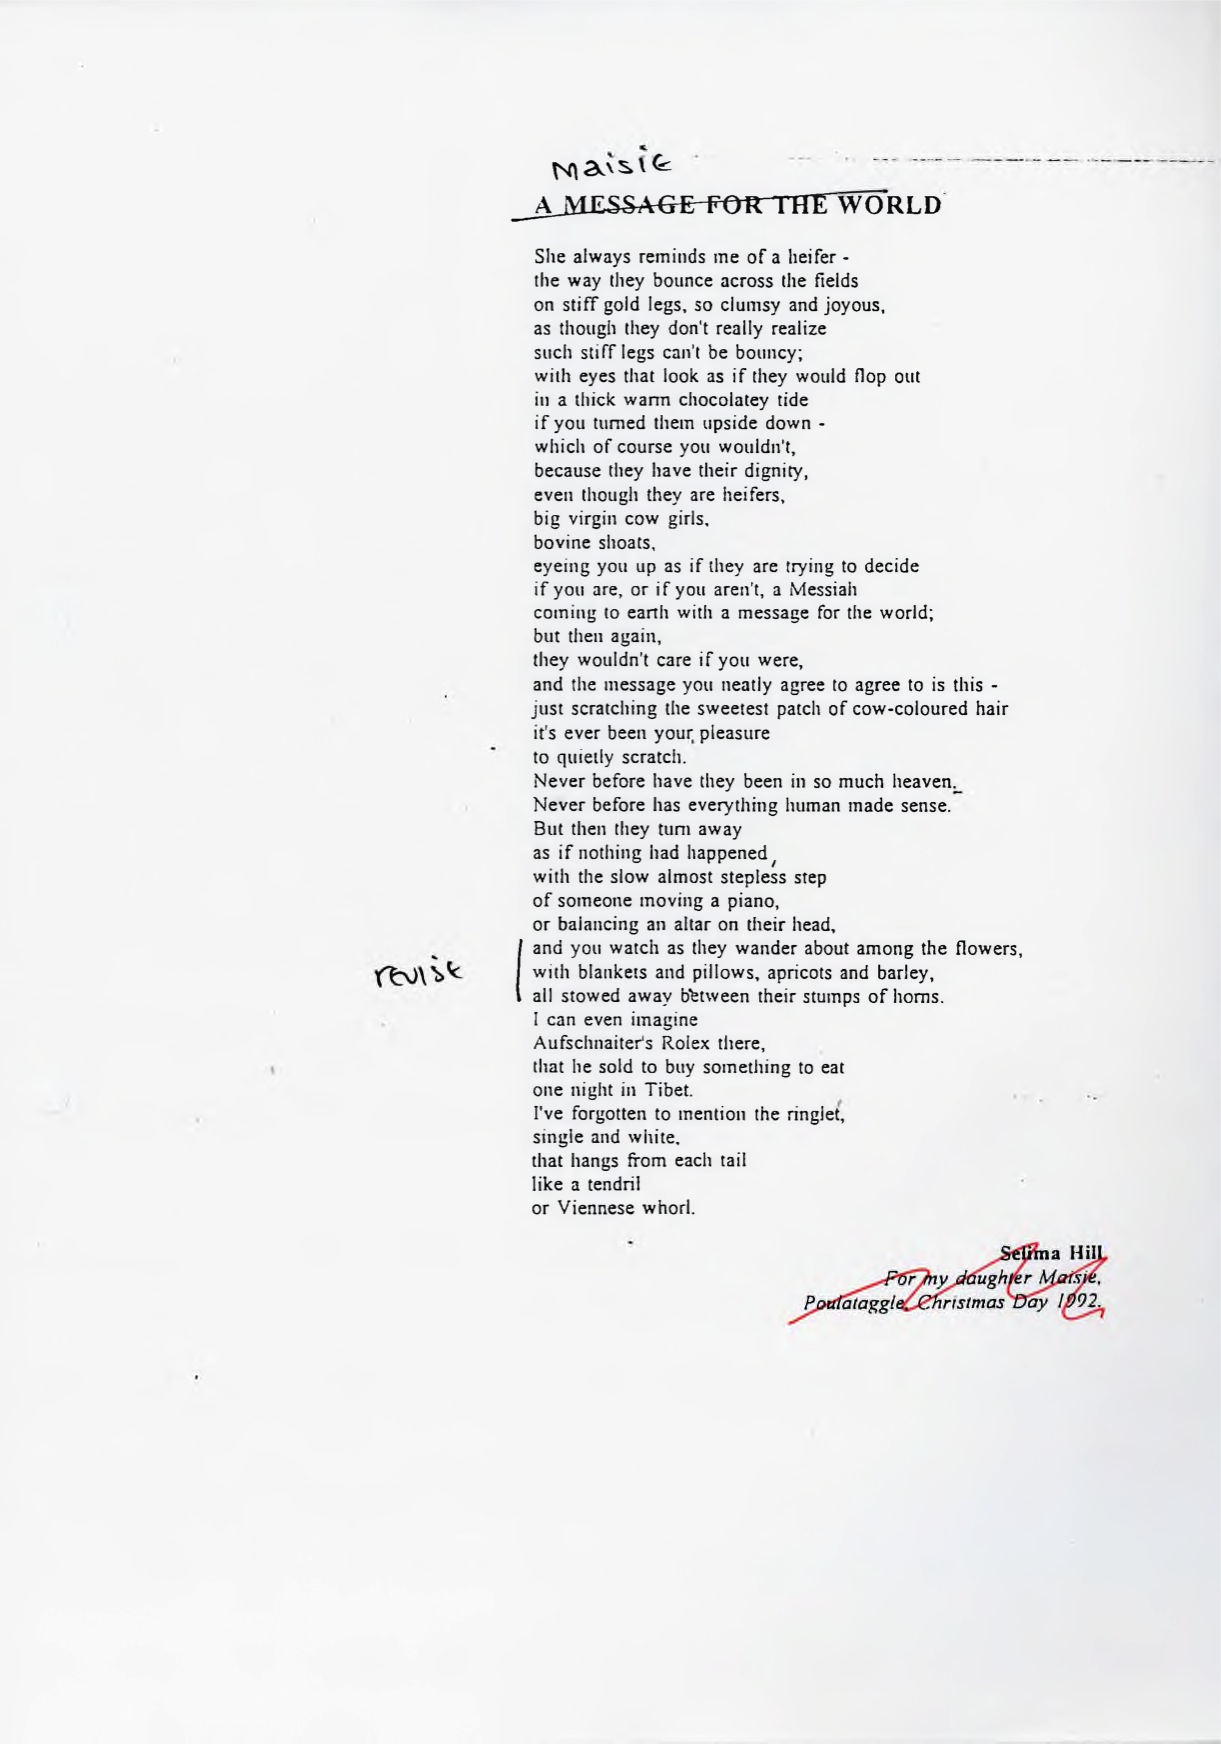 Maisie
A MESSAGE FOR THE WORLD
She always reminds me of a heifer -
the way they bounce across the fields
on stiff gold legs, so clumsy and joyous,
as though they don't really realize
such stiff legs can't be bouncy;
with eyes that look as if they would flop out
in a thick warm chocolatey tide
if you turned them upside down -
which of course you wouldn't,
because they have their dignity,
even though they are heifers,
big virgin cow girls,
bovine shoats,
eyeing you up as if they are trying to decide
if you are, or if you aren't, a Messiah
coming to earth with a message for the world;
but then again,
they wouldn't care if you were,
and the message you neatly agree to agree to is this -
just scratching the sweetest patch of cow-coloured hair
it's ever been your pleasure
to quietly scratch.
Never before have they been in so much heaven.
Never before has everything human made sense.
But then they turn away
as if nothing had happened,
with the slow almost stepless step
of someone moving a piano,
or balancing an altar on their head,
and you watch as they wander about among the flowers,
revise with blankets and pillows, apricots and barley,
all stowed away between their stumps of horns.
I can even imagine
Aufschnaiter's Rolex there,
that he sold to buy something to eat
one night in Tibet.
I've forgotten to mention the ringlet,
single and white,
that hangs from each tail
like a tendril
or Viennese whorl.
Selima Hill
For my daughter Maisie,
Poulataggle, Christmas Day 1992.